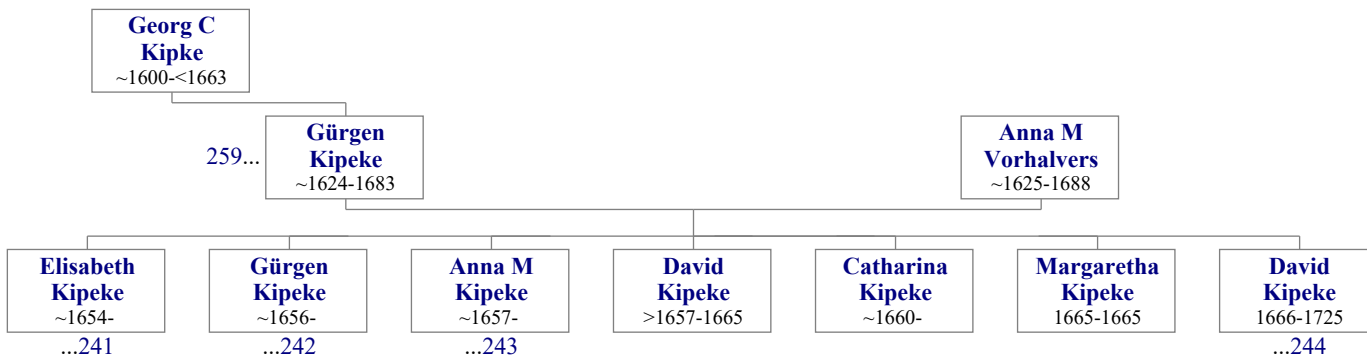 Georg C
Kipke
~1600-<1663
259...
Gürgen
Kipeke
~1624-1683
Anna M
Vorhalvers
~1625-1688
Elisabeth
Kipeke
~1654-
...241
Gürgen
Kipeke
~1656-
...242
Anna M
Kipeke
~1657-
...243
David
Kipeke
>1657-1665
Catharina
Kipeke
~1660-
Margaretha
Kipeke
1665-1665
David
Kipeke
1666-1725
...244